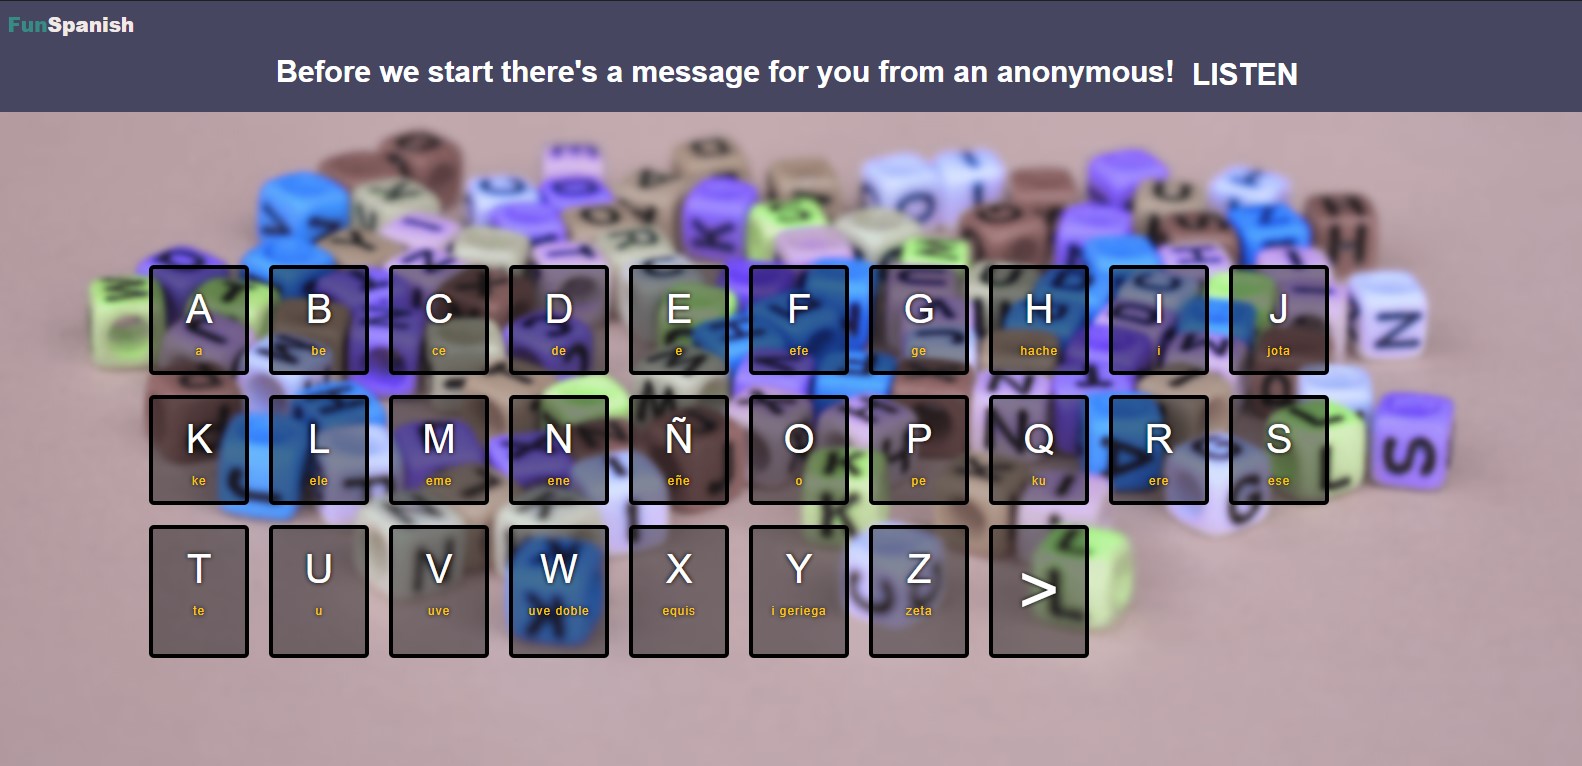 FunSpanish
Before we start there's a message for you from an anonymous! LISTEN
A B C D E F G H I J
a be ce de e efe ge hache i jota
K L M N Ñ O P Q R S
ke ele eme ene eñe o pe ku ere ese
T U V W X Y Z >
te u uve uve doble equis i geriega zeta